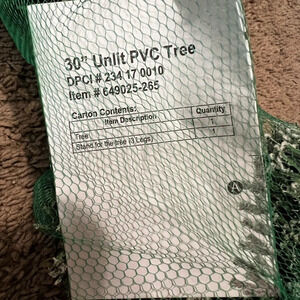 30" Unlit PVC Tree
DPCI # 234 17 0010
Item # 649025-265
Carton Contents:
Item Description Quantity
Tree 1
Stand for the tree (3 Legs) 1
A